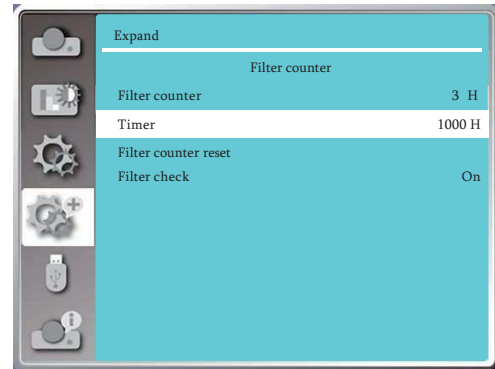 Expand
Filter counter
Filter counter 3 H
Timer 1000 H
Filter counter reset
Filter check On